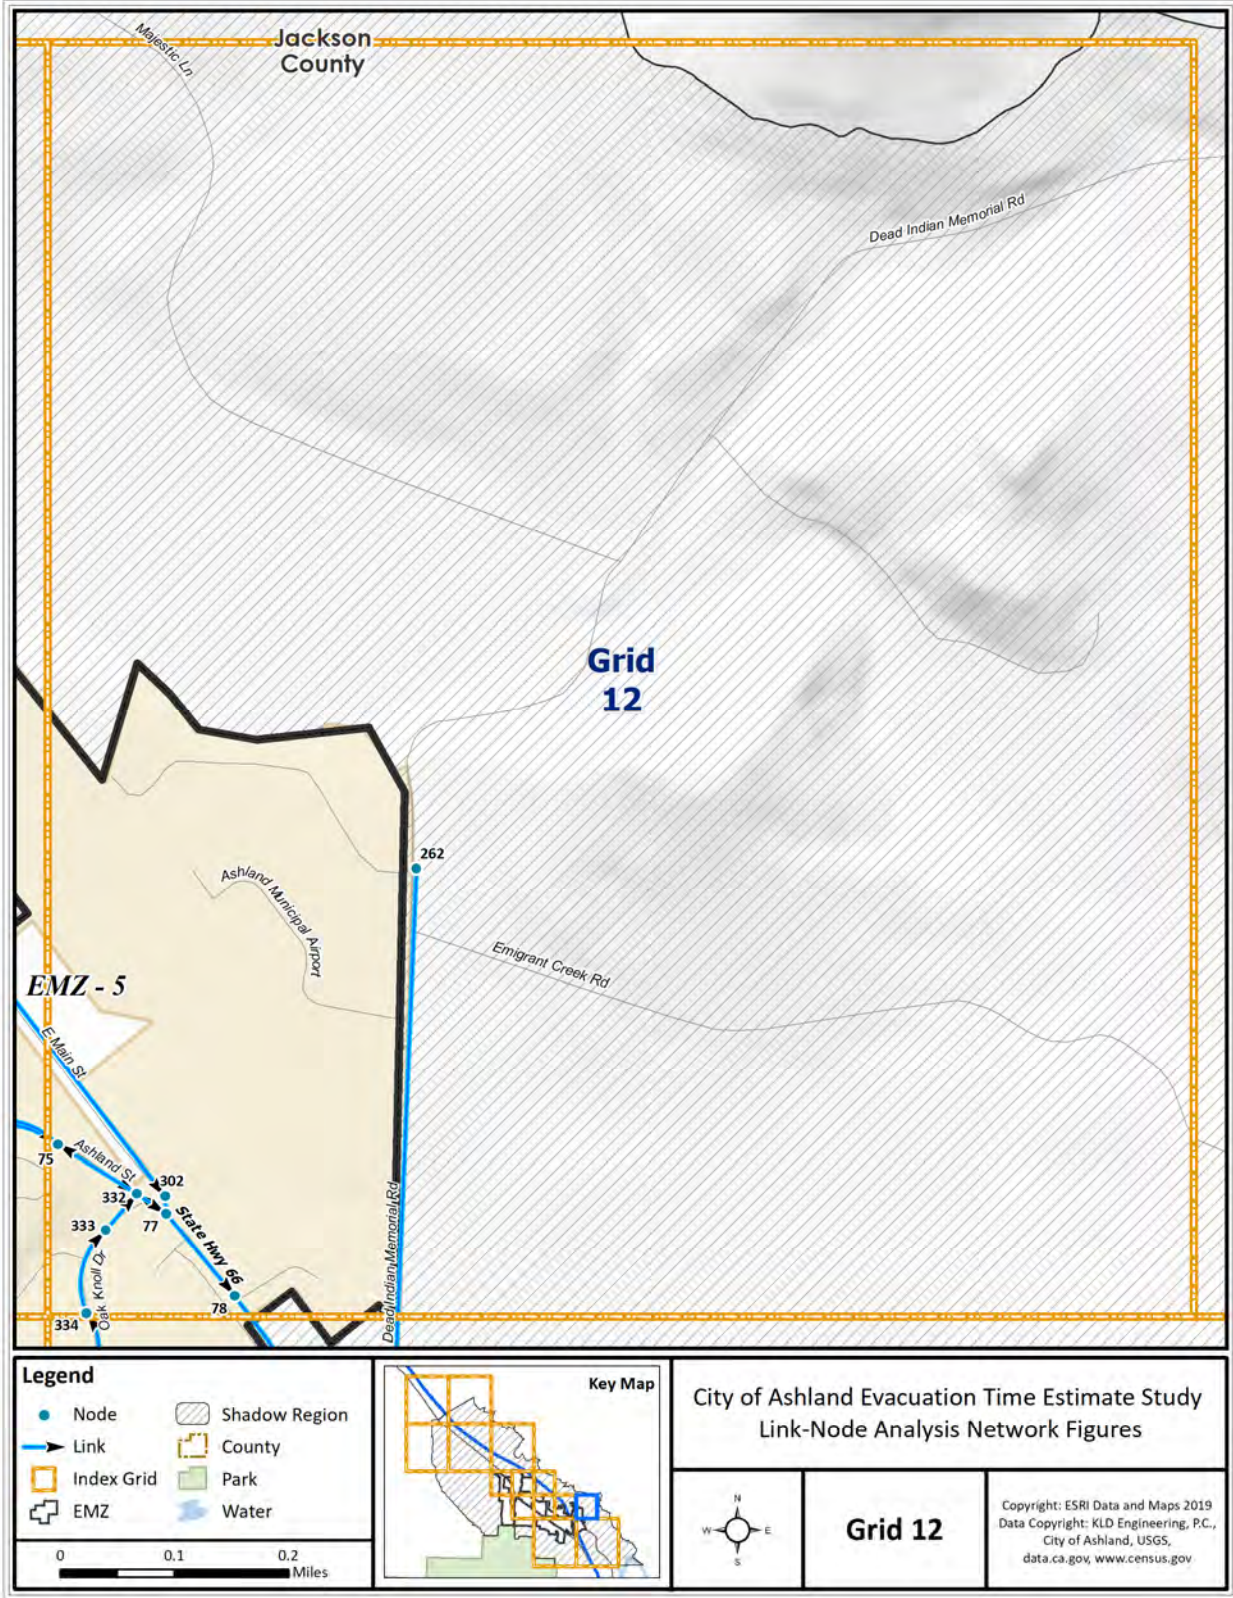 Majestic Ln
Jackson
County
Dead Indian Memorial Rd
Grid
12
262
Ashland Municipal Airport
Emigrant Creek Rd
EMZ - 5
E Main St
Ashland St
75
302
332
77
333
State Hwy 66
Oak Knoll Dr
78
334
Dead Indian Memorial Rd
Legend
Node
Shadow Region
Link
County
Index Grid
Park
EMZ
Water
0 0.1 0.2
Miles
Key Map
City of Ashland Evacuation Time Estimate Study
Link-Node Analysis Network Figures
N
W E
S
Grid 12
Copyright: ESRI Data and Maps 2019
Data Copyright: KLD Engineering, P.C.,
City of Ashland, USGS,
data.ca.gov, www.census.gov